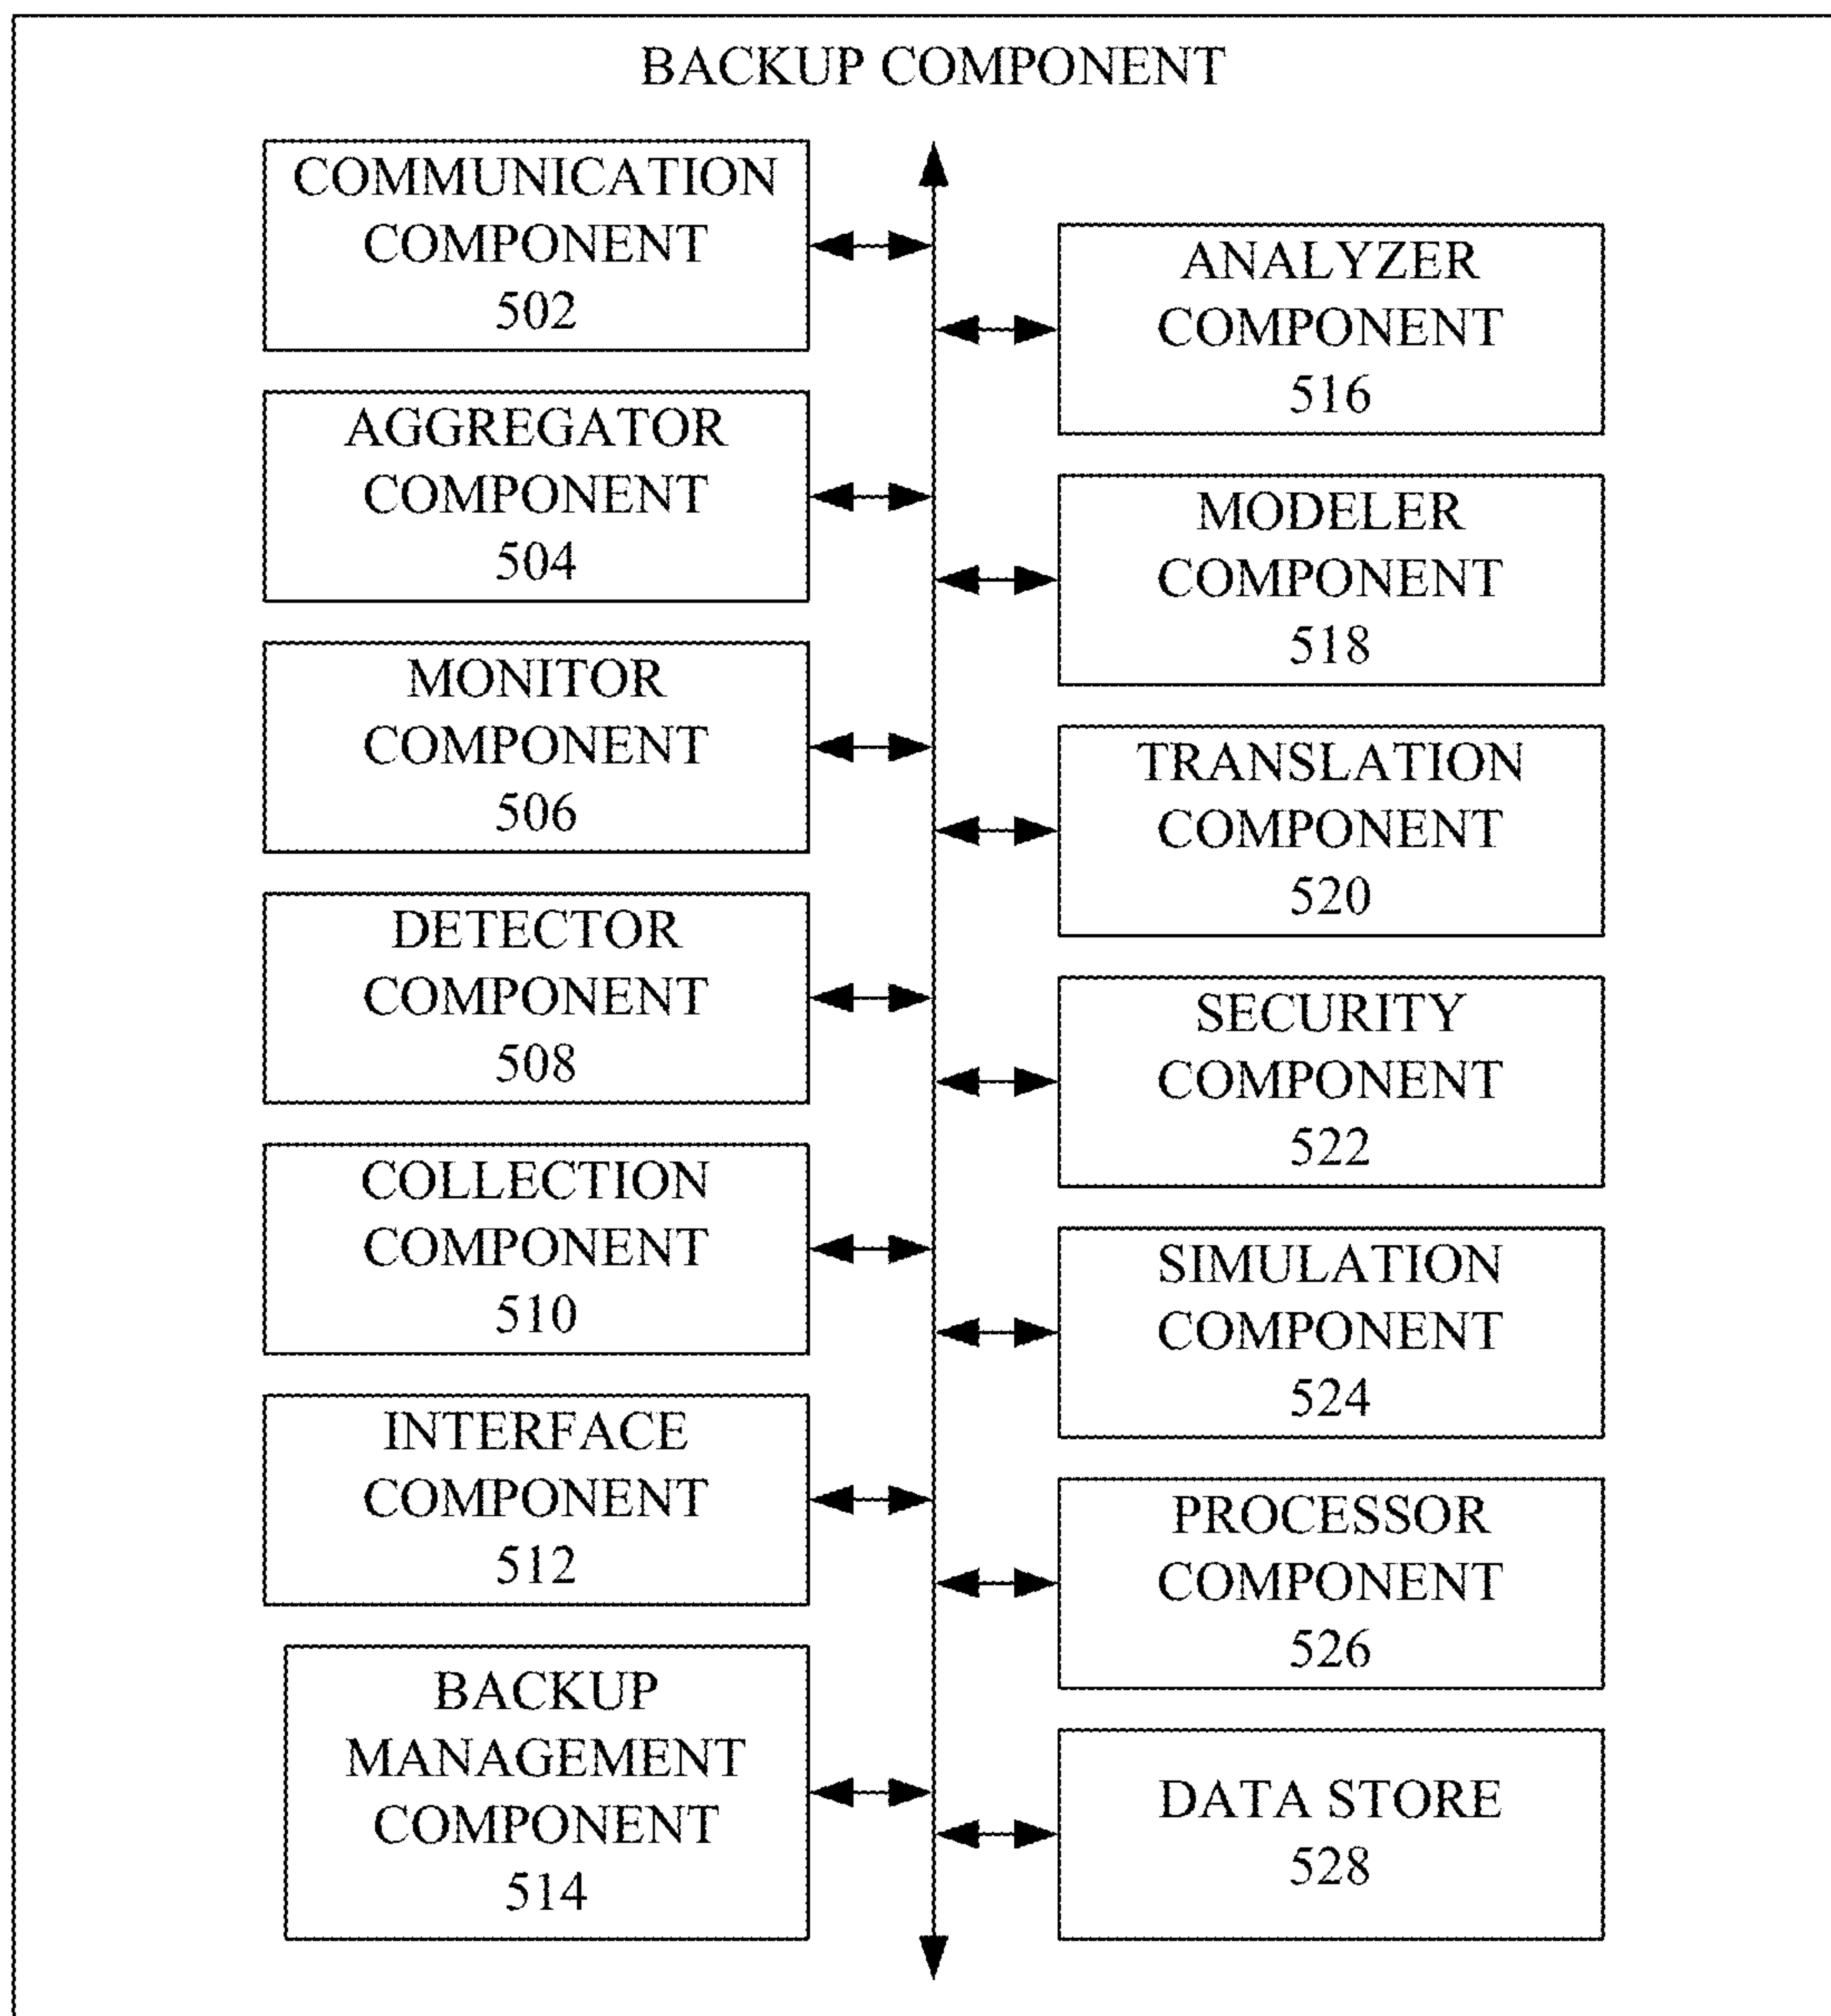 BACKUP COMPONENT
COMMUNICATION
COMPONENT
502
AGGREGATOR
COMPONENT
504
MONITOR
COMPONENT
506
DETECTOR
COMPONENT
508
COLLECTION
COMPONENT
510
INTERFACE
COMPONENT
512
BACKUP
MANAGEMENT
COMPONENT
514
ANALYZER
COMPONENT
516
MODELER
COMPONENT
518
TRANSLATION
COMPONENT
520
SECURITY
COMPONENT
522
SIMULATION
COMPONENT
524
PROCESSOR
COMPONENT
526
DATA STORE
528